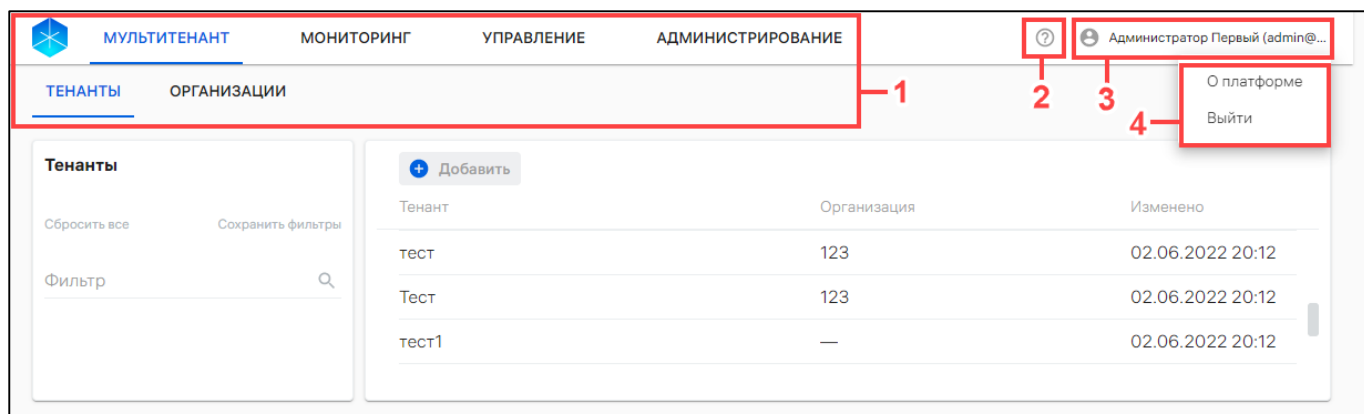 МУЛЬТИТЕНАНТ МОНИТОРИНГ УПРАВЛЕНИЕ АДМИНИСТРИРОВАНИЕ Администратор Первый (admin@...
ТЕНАНТЫ ОРГАНИЗАЦИИ 1 2 3 О платформе
4 Выйти
Тенанты Добавить
Сбросить все Сохранить фильтры Тенант Организация Изменено
тест 123 02.06.2022 20:12
Фильтр
Тест 123 02.06.2022 20:12
тест1 — 02.06.2022 20:12